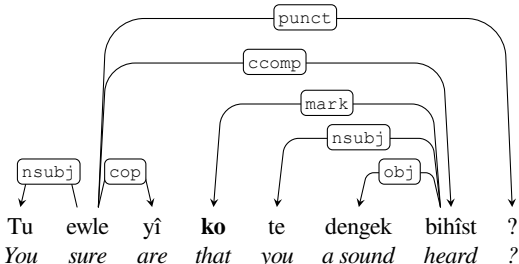 punct
ccomp
mark
nsubj
nsubj cop obj
Tu ewle yî ko te dengek bihîst ?
You sure are that you a sound heard ?